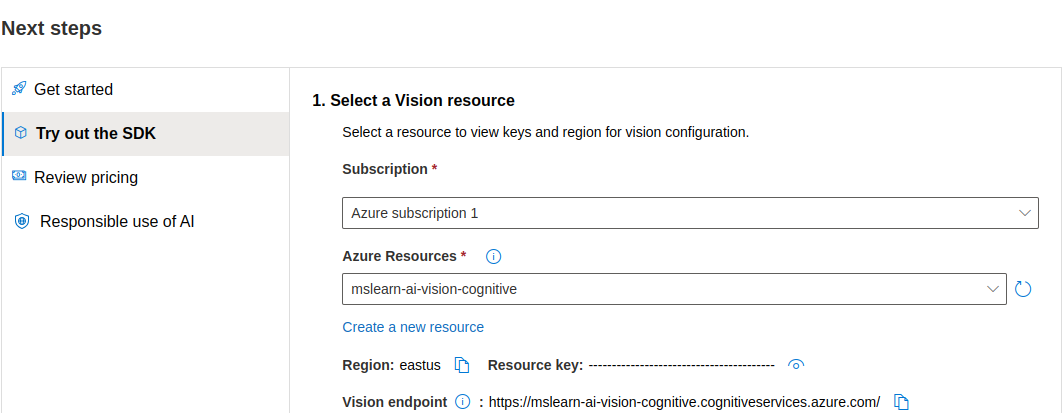 Next steps
Get started
Try out the SDK
Review pricing
Responsible use of AI
1. Select a Vision resource
Select a resource to view keys and region for vision configuration.
Subscription *
Azure subscription 1
Azure Resources *
mslearn-ai-vision-cognitive
Create a new resource
Region: eastus Resource key: ----------------------------------------
Vision endpoint : https://mslearn-ai-vision-cognitive.cognitiveservices.azure.com/